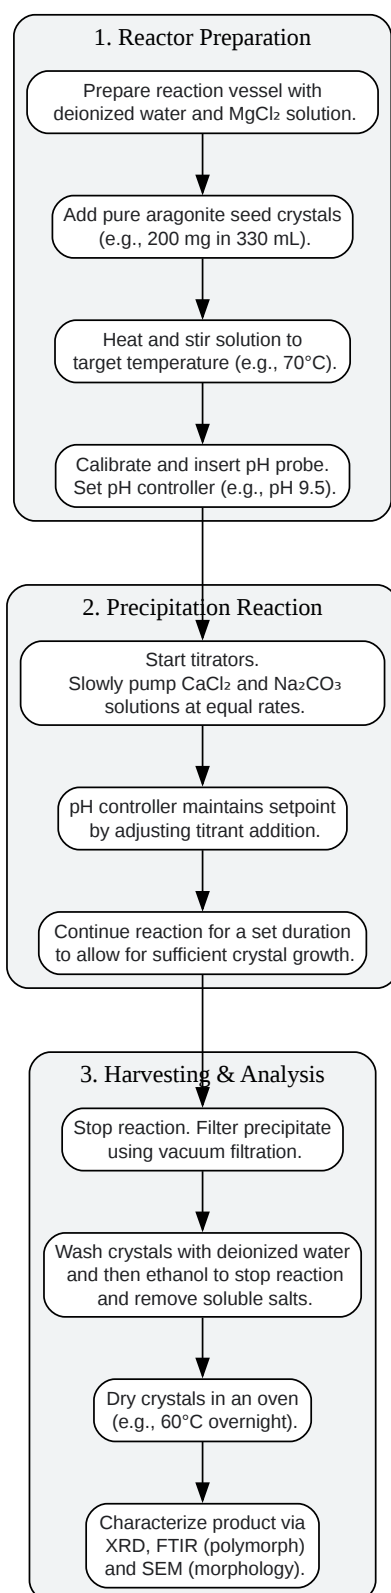 1. Reactor Preparation
Prepare reaction vessel with
deionized water and MgCl₂ solution.
Add pure aragonite seed crystals
(e.g., 200 mg in 330 mL).
Heat and stir solution to
target temperature (e.g., 70°C).
Calibrate and insert pH probe.
Set pH controller (e.g., pH 9.5).
2. Precipitation Reaction
Start titrators.
Slowly pump CaCl₂ and Na₂CO₃
solutions at equal rates.
pH controller maintains setpoint
by adjusting titrant addition.
Continue reaction for a set duration
to allow for sufficient crystal growth.
3. Harvesting & Analysis
Stop reaction. Filter precipitate
using vacuum filtration.
Wash crystals with deionized water
and then ethanol to stop reaction
and remove soluble salts.
Dry crystals in an oven
(e.g., 60°C overnight).
Characterize product via
XRD, FTIR (polymorph)
and SEM (morphology).